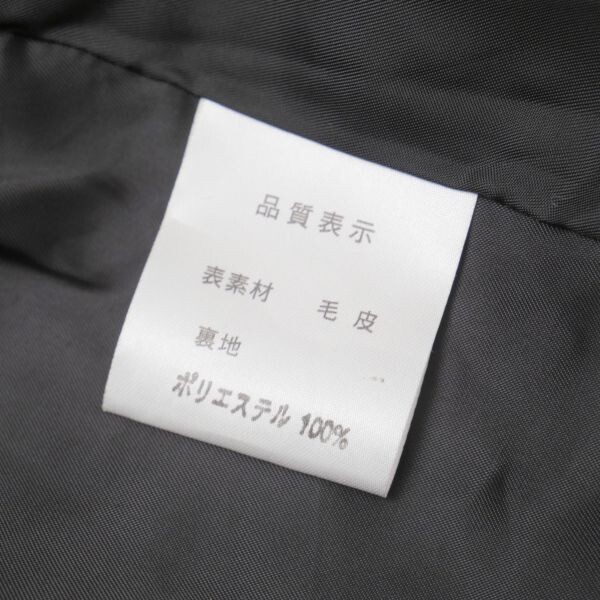 品質表示
表素材 毛皮
裏地
ポリエステル 100%